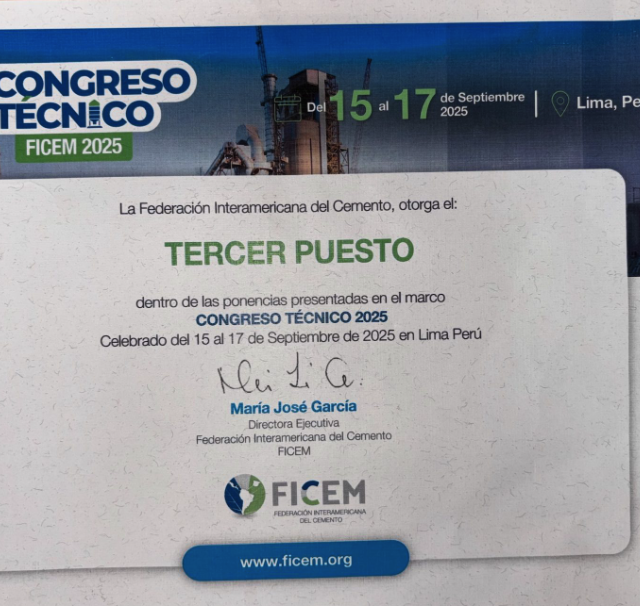 CONGRESO
TÉCNICO
FICEM 2025
Del 15 al 17 de Septiembre 2025
Lima, Pe
La Federación Interamericana del Cemento, otorga el:
TERCER PUESTO
dentro de las ponencias presentadas en el marco
CONGRESO TÉCNICO 2025
Celebrado del 15 al 17 de Septiembre de 2025 en Lima Perú
María José García
Directora Ejecutiva
Federación Interamericana del Cemento
FICEM
FICEM
FEDERACIÓN INTERAMERICANA
DEL CEMENTO
www.ficem.org